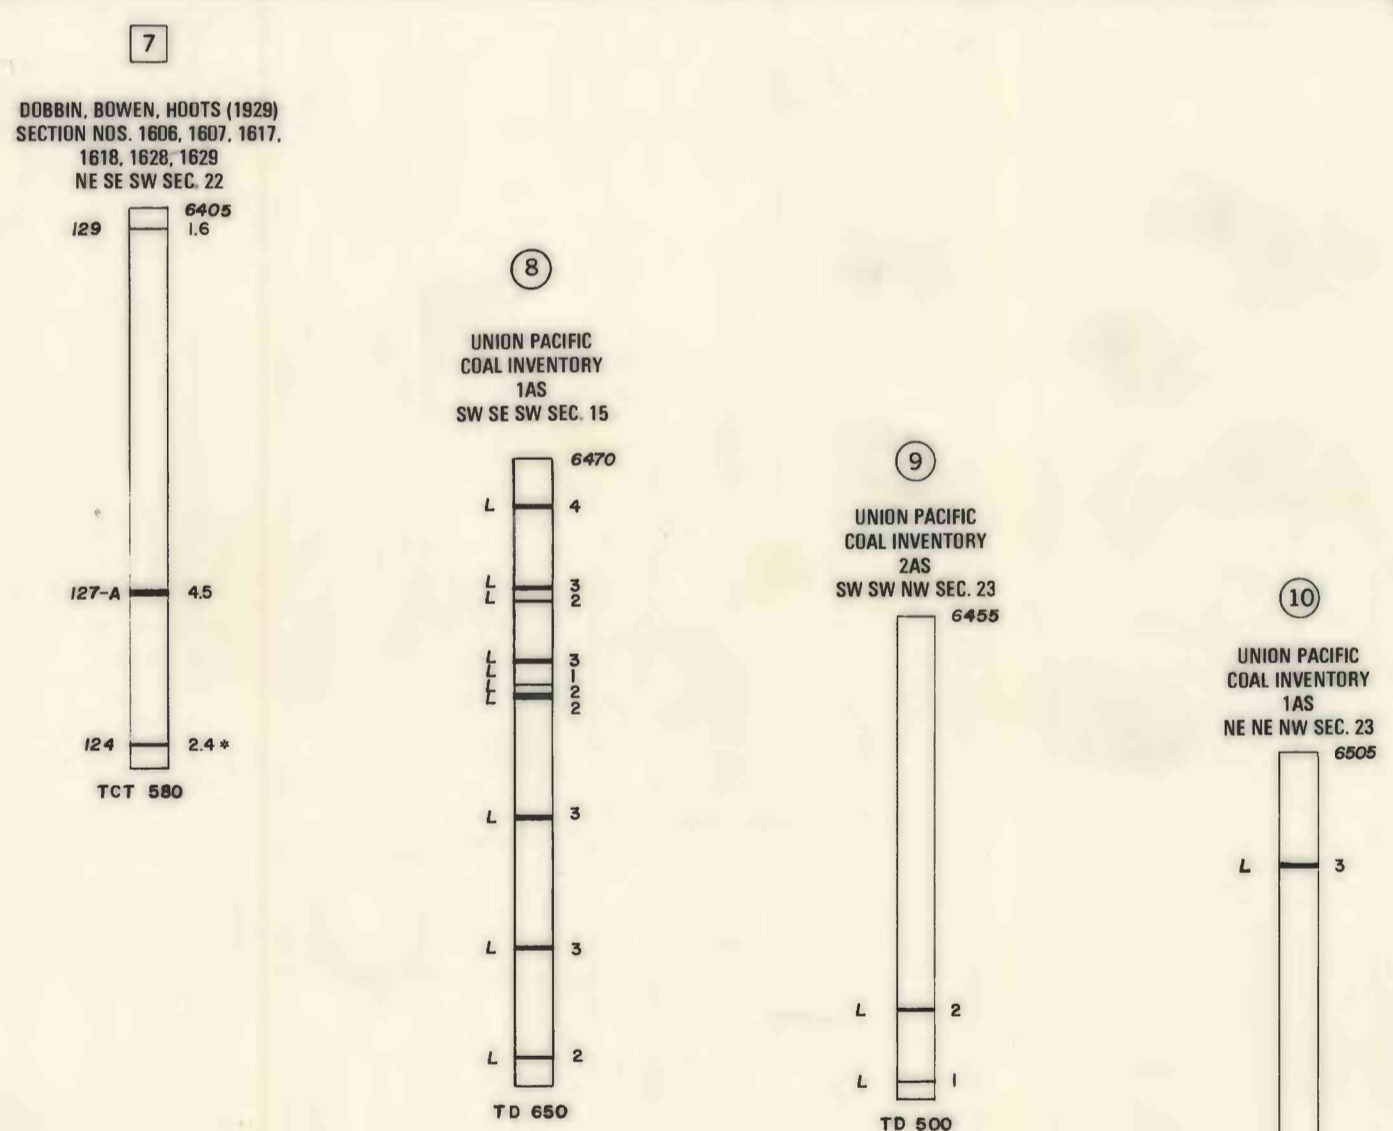 7
DOBBIN, BOWEN, HOOTS (1929)
SECTION NOS. 1606, 1607, 1617,
1618, 1628, 1629
NE SE SW SEC. 22
6405
129 1.6
127-A 4.5
124 2.4 *
TCT 580
8
UNION PACIFIC
COAL INVENTORY
1AS
SW SE SW SEC. 15
6470
L 4
L 3
L 2
L 3
L 1
L 2
L 2
L 3
L 3
L 2
TD 650
9
UNION PACIFIC
COAL INVENTORY
2AS
SW SW NW SEC. 23
6455
L 2
L 1
TD 500
10
UNION PACIFIC
COAL INVENTORY
1AS
NE NE NW SEC. 23
6505
L 3